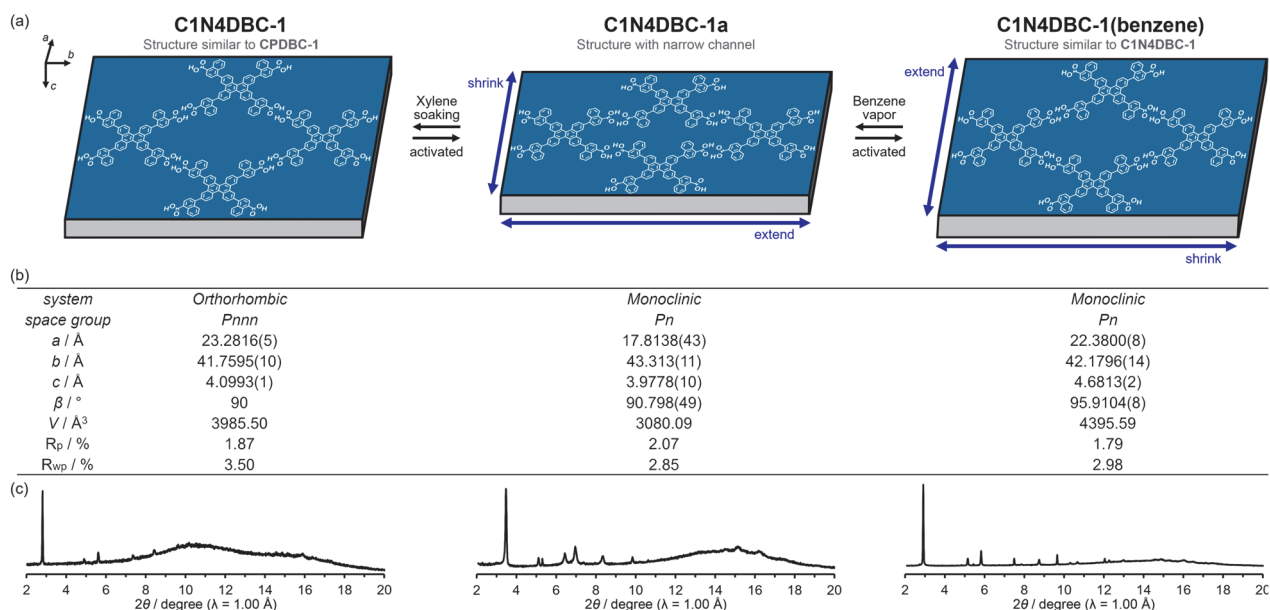 (a)
C1N4DBC-1
Structure similar to CPDBC-1
C1N4DBC-1a
Structure with narrow channel
C1N4DBC-1(benzene)
Structure similar to C1N4DBC-1
a
b
c
Xylene
soaking
activated
shrink
extend
Benzene
vapor
activated
extend
shrink
(b)
system Orthorhombic Monoclinic Monoclinic
space group Pnnn Pn Pn
a / Å 23.2816(5) 17.8138(43) 22.3800(8)
b / Å 41.7595(10) 43.313(11) 42.1796(14)
c / Å 4.0993(1) 3.9778(10) 4.6813(2)
β / ° 90 90.798(49) 95.9104(8)
V / Å³ 3985.50 3080.09 4395.59
Rp / % 1.87 2.07 1.79
Rwp / % 3.50 2.85 2.98
(c)
2 4 6 8 10 12 14 16 18 20
2θ / degree (λ = 1.00 Å)
2 4 6 8 10 12 14 16 18 20
2θ / degree (λ = 1.00 Å)
2 4 6 8 10 12 14 16 18 20
2θ / degree (λ = 1.00 Å)